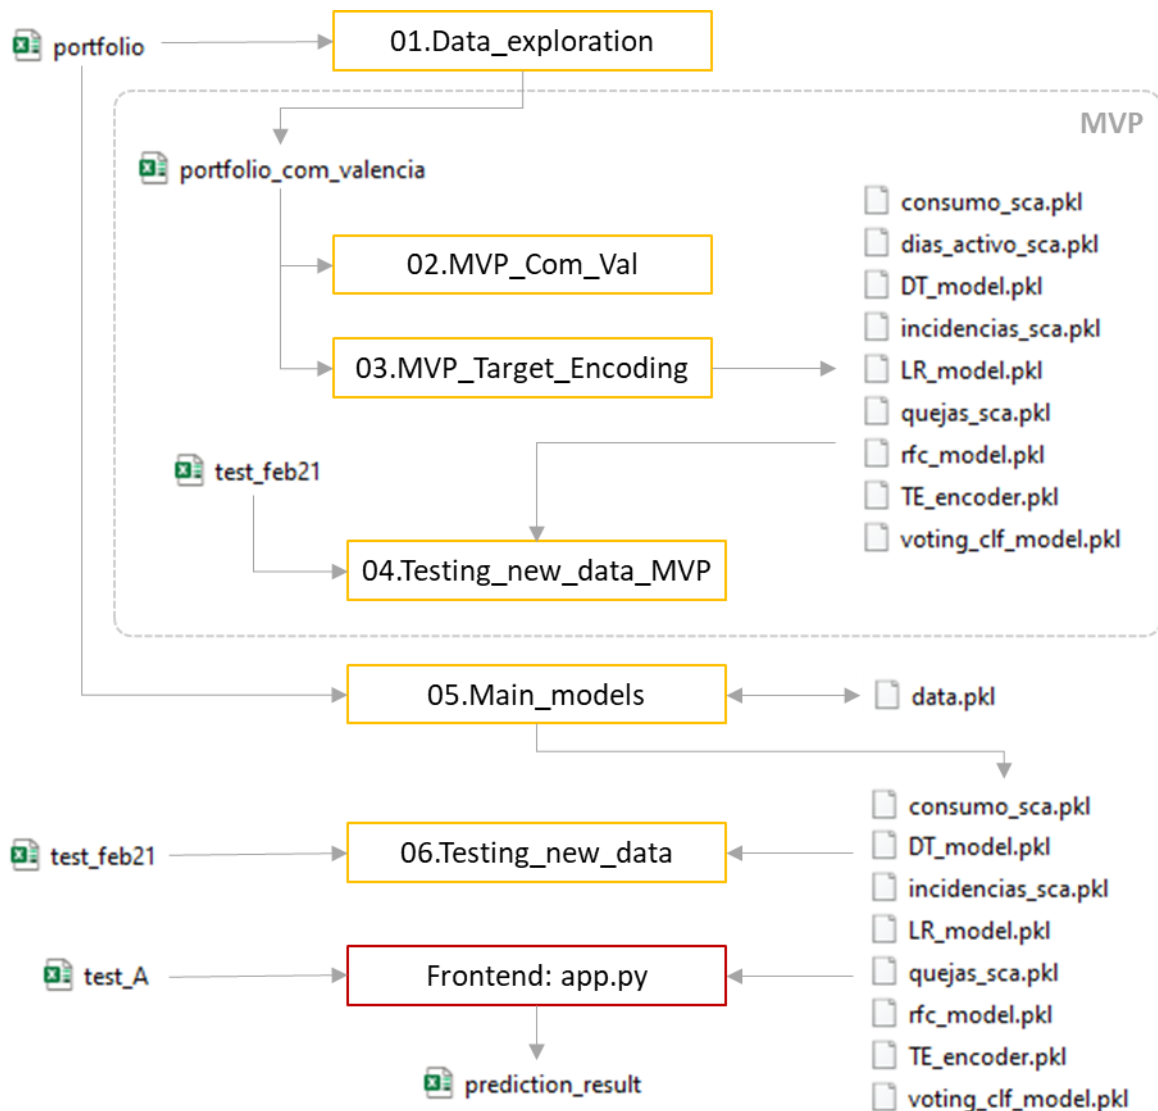 portfolio
01.Data_exploration
MVP
portfolio_com_valencia
02.MVP_Com_Val
03.MVP_Target_Encoding
consumo_sca.pkl
dias_activo_sca.pkl
DT_model.pkl
incidencias_sca.pkl
LR_model.pkl
quejas_sca.pkl
rfc_model.pkl
TE_encoder.pkl
voting_clf_model.pkl
test_feb21
04.Testing_new_data_MVP
05.Main_models
data.pkl
test_feb21
06.Testing_new_data
test_A
Frontend: app.py
consumo_sca.pkl
DT_model.pkl
incidencias_sca.pkl
LR_model.pkl
quejas_sca.pkl
rfc_model.pkl
TE_encoder.pkl
voting_clf_model.pkl
prediction_result